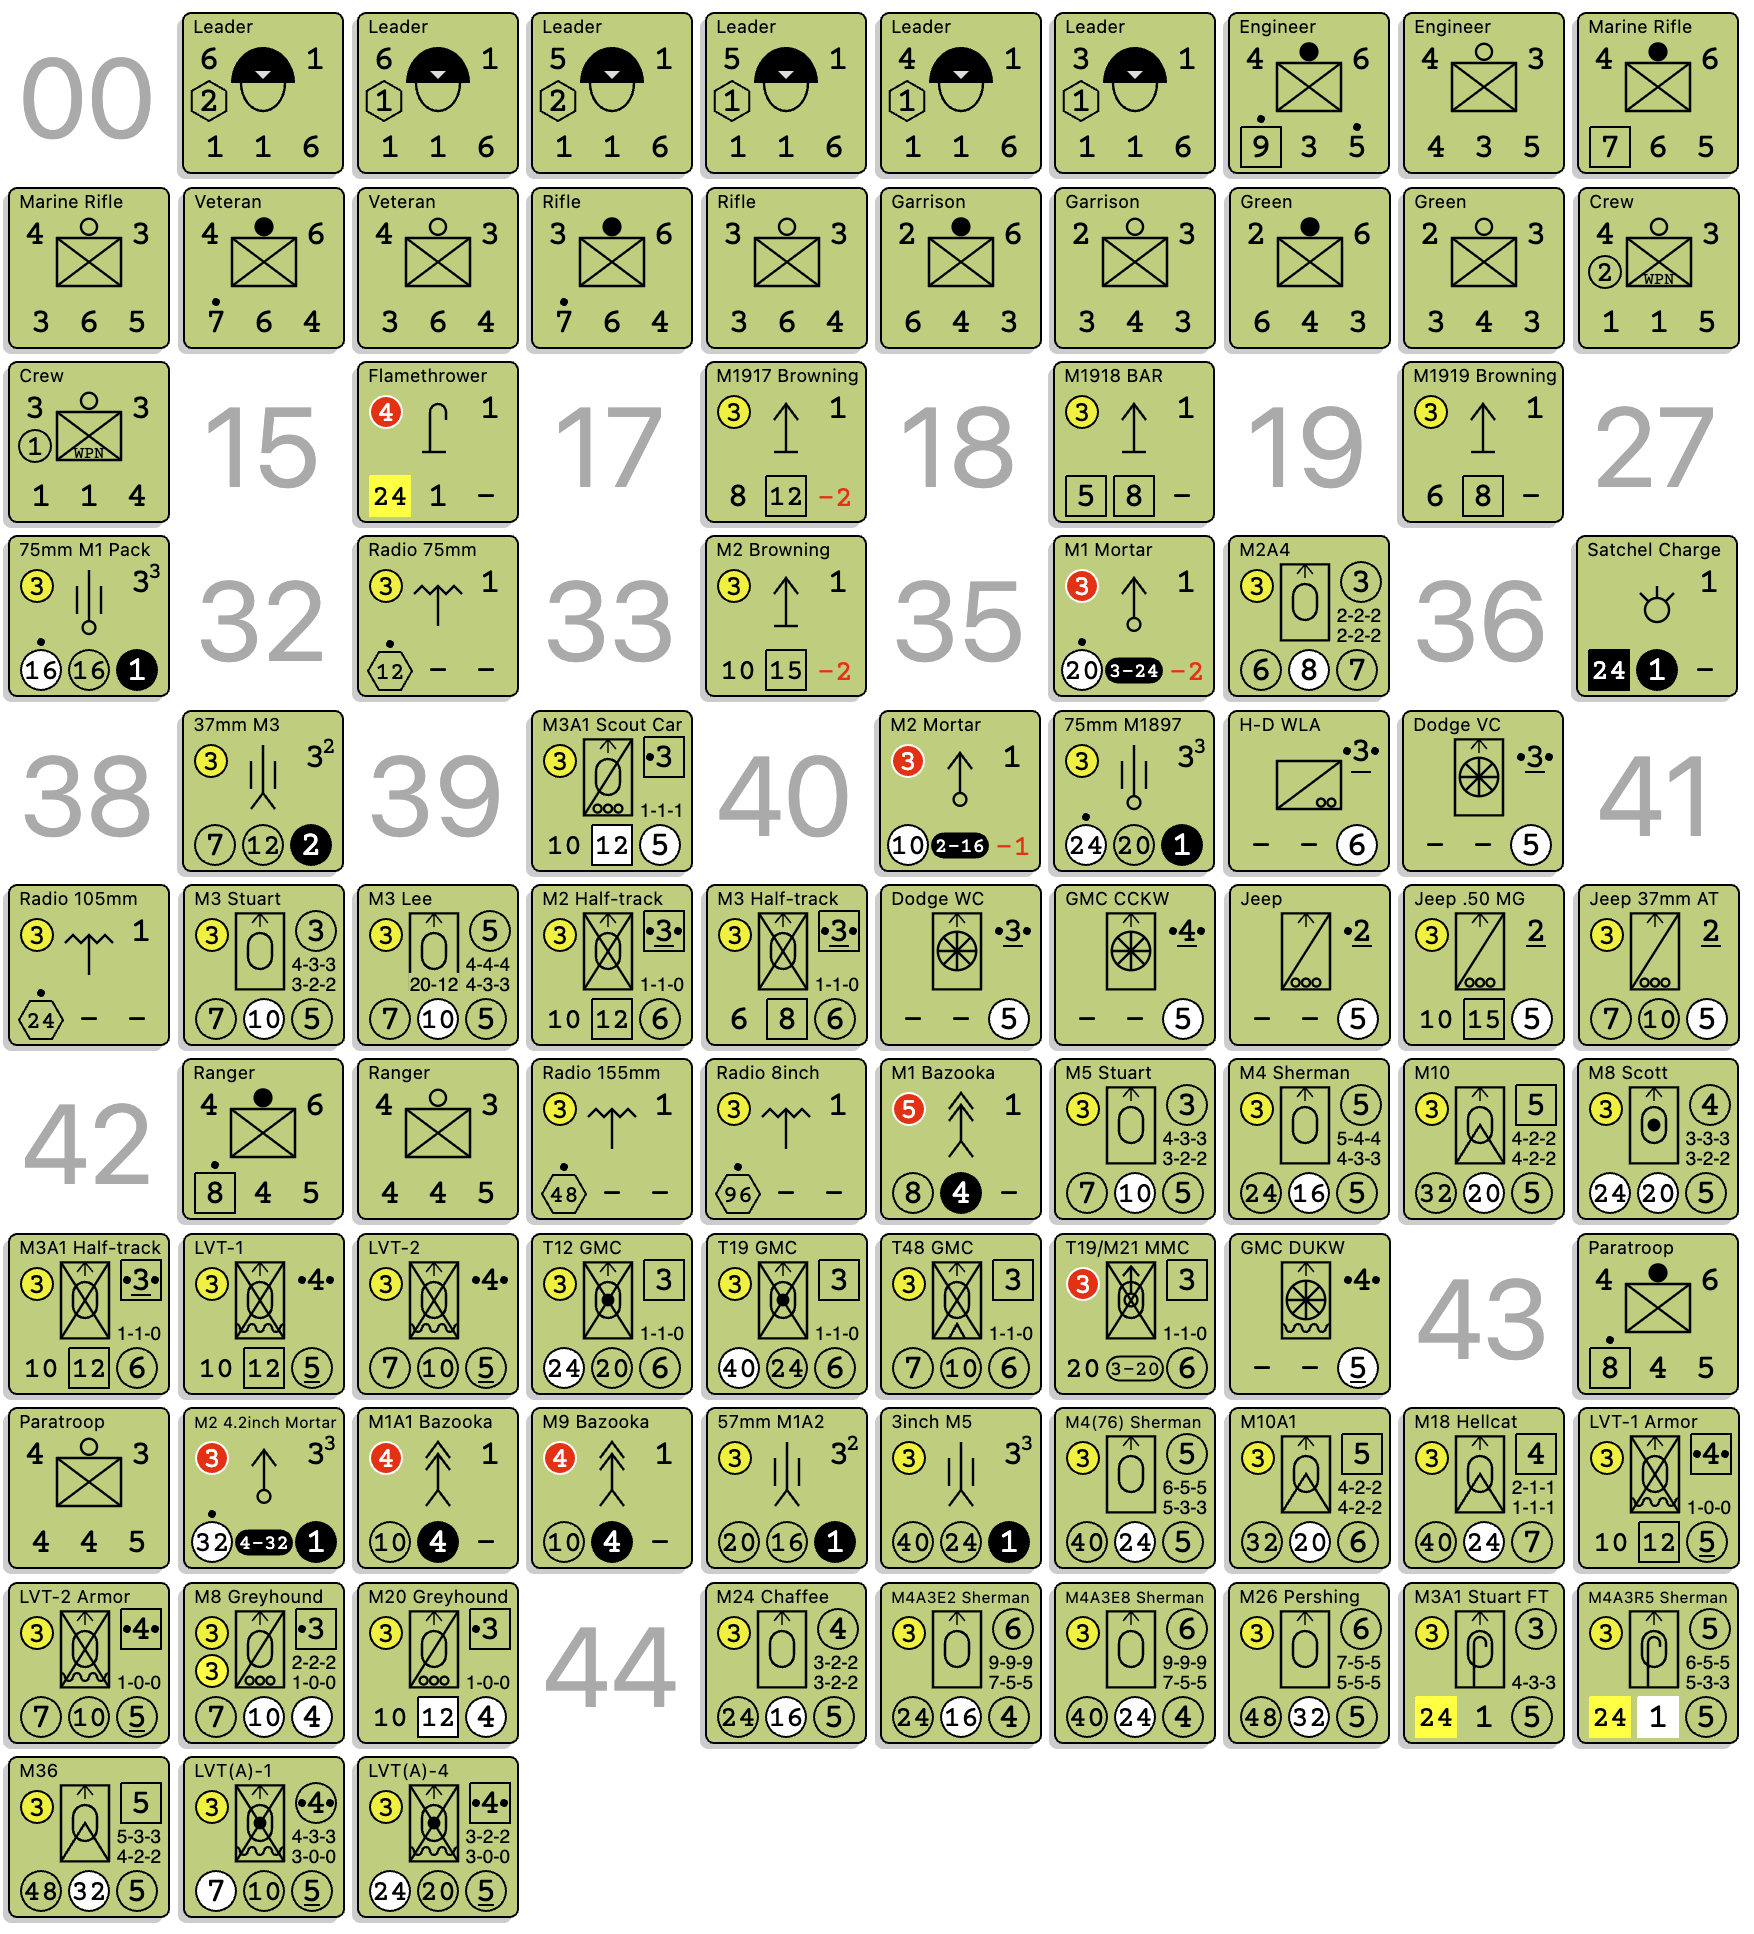 00
Leader
6 1
2
1 1 6
Leader
6 1
1
1 1 6
Leader
5 1
2
1 1 6
Leader
5 1
1
1 1 6
Leader
4 1
1
1 1 6
Leader
3 1
1
1 1 6
Engineer
4 6
9 3 5
Engineer
4 3
4 3 5
Marine Rifle
4 6
7 6 5
Marine Rifle
4 3
3 6 5
Veteran
4 6
7 6 4
Veteran
4 3
3 6 4
Rifle
3 6
7 6 4
Rifle
3 3
3 6 4
Garrison
2 6
6 4 3
Garrison
2 3
3 4 3
Green
2 6
6 4 3
Green
2 3
3 4 3
Crew
4 3
2 WPN
1 1 5
Crew
3 3
1 WPN
1 1 4
15
Flamethrower
4 1
24 1 –
17
M1917 Browning
3 1
8 12 –2
18
M1918 BAR
3 1
5 8 –
19
M1919 Browning
3 1
6 8 –
27
75mm M1 Pack
3 3³
16 16 1
32
Radio 75mm
3 1
12 – –
33
M2 Browning
3 1
10 15 –2
35
M1 Mortar
3 1
20 3–24 –2
M2A4
3 3
2-2-2
2-2-2
6 8 7
36
Satchel Charge
1
24 1 –
38
37mm M3
3 3²
7 12 2
39
M3A1 Scout Car
3 •3
1-1-1
10 12 5
40
M2 Mortar
3 1
10 2–16 –1
75mm M1897
3 3³
24 20 1
H-D WLA
•3•
– – 6
Dodge VC
•3•
– – 5
41
Radio 105mm
3 1
24 – –
M3 Stuart
3 3
4-3-3
3-2-2
7 10 5
M3 Lee
3 5
4-4-4
20-12 4-3-3
7 10 5
M2 Half-track
3 •3•
1-1-0
10 12 6
M3 Half-track
3 •3•
1-1-0
6 8 6
Dodge WC
•3•
– – 5
GMC CCKW
•4•
– – 5
Jeep
•2
– – 5
Jeep .50 MG
3 2
10 15 5
Jeep 37mm AT
3 2
7 10 5
42
Ranger
4 6
8 4 5
Ranger
4 3
4 4 5
Radio 155mm
3 1
48 – –
Radio 8inch
3 1
96 – –
M1 Bazooka
5 1
8 4 –
M5 Stuart
3 3
4-3-3
3-2-2
7 10 5
M4 Sherman
3 5
5-4-4
4-3-3
24 16 5
M10
3 5
4-2-2
4-2-2
32 20 5
M8 Scott
3 4
3-3-3
3-2-2
24 20 5
M3A1 Half-track
3 •3•
1-1-0
10 12 6
LVT-1
3 •4•
10 12 5
LVT-2
3 •4•
7 10 5
T12 GMC
3 3
1-1-0
24 20 6
T19 GMC
3 3
1-1-0
40 24 6
T48 GMC
3 3
1-1-0
7 10 6
T19/M21 MMC
3 3
1-1-0
20 3–20 6
GMC DUKW
•4•
– – 5
43
Paratroop
4 6
8 4 5
Paratroop
4 3
4 4 5
M2 4.2inch Mortar
3 3³
32 4–32 1
M1A1 Bazooka
4 1
10 4 –
M9 Bazooka
4 1
10 4 –
57mm M1A2
3 3²
20 16 1
3inch M5
3 3³
40 24 1
M4(76) Sherman
3 5
6-5-5
5-3-3
40 24 5
M10A1
3 5
4-2-2
4-2-2
32 20 6
M18 Hellcat
3 4
2-1-1
1-1-1
40 24 7
LVT-1 Armor
3 •4•
1-0-0
10 12 5
LVT-2 Armor
3 •4•
1-0-0
7 10 5
M8 Greyhound
3 •3
3 2-2-2
1-0-0
7 10 4
M20 Greyhound
3 •3
1-0-0
10 12 4
44
M24 Chaffee
3 4
3-2-2
3-2-2
24 16 5
M4A3E2 Sherman
3 6
9-9-9
7-5-5
24 16 4
M4A3E8 Sherman
3 6
9-9-9
7-5-5
40 24 4
M26 Pershing
3 6
7-5-5
5-5-5
48 32 5
M3A1 Stuart FT
3 3
4-3-3
24 1 5
M4A3R5 Sherman
3 5
6-5-5
5-3-3
24 1 5
M36
3 5
5-3-3
4-2-2
48 32 5
LVT(A)-1
3 •4•
4-3-3
3-0-0
7 10 5
LVT(A)-4
3 •4•
3-2-2
3-0-0
24 20 5